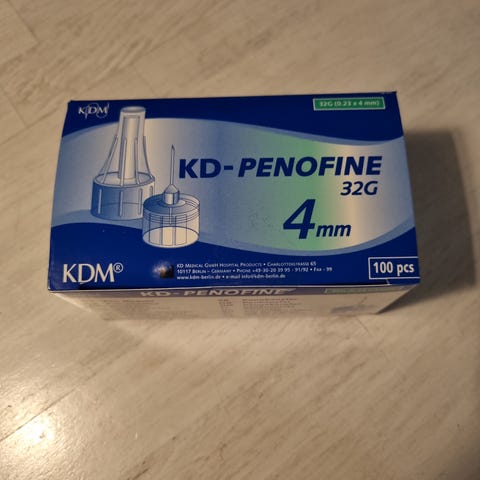 KDM
32G (0.23 x 4 mm)
KD-PENOFINE
32G
4mm
KDM®
KD MEDICAL GMBH HOSPITAL PRODUCTS • CHARLOTTENSTRASSE 65
10117 BERLIN - GERMANY • PHONE +49-30-20 39 95 - 91/92 • FAX - 99
www.kdm-berlin.de • e-mail info@kdm-berlin.de
100 pcs
KD-PENOFINE